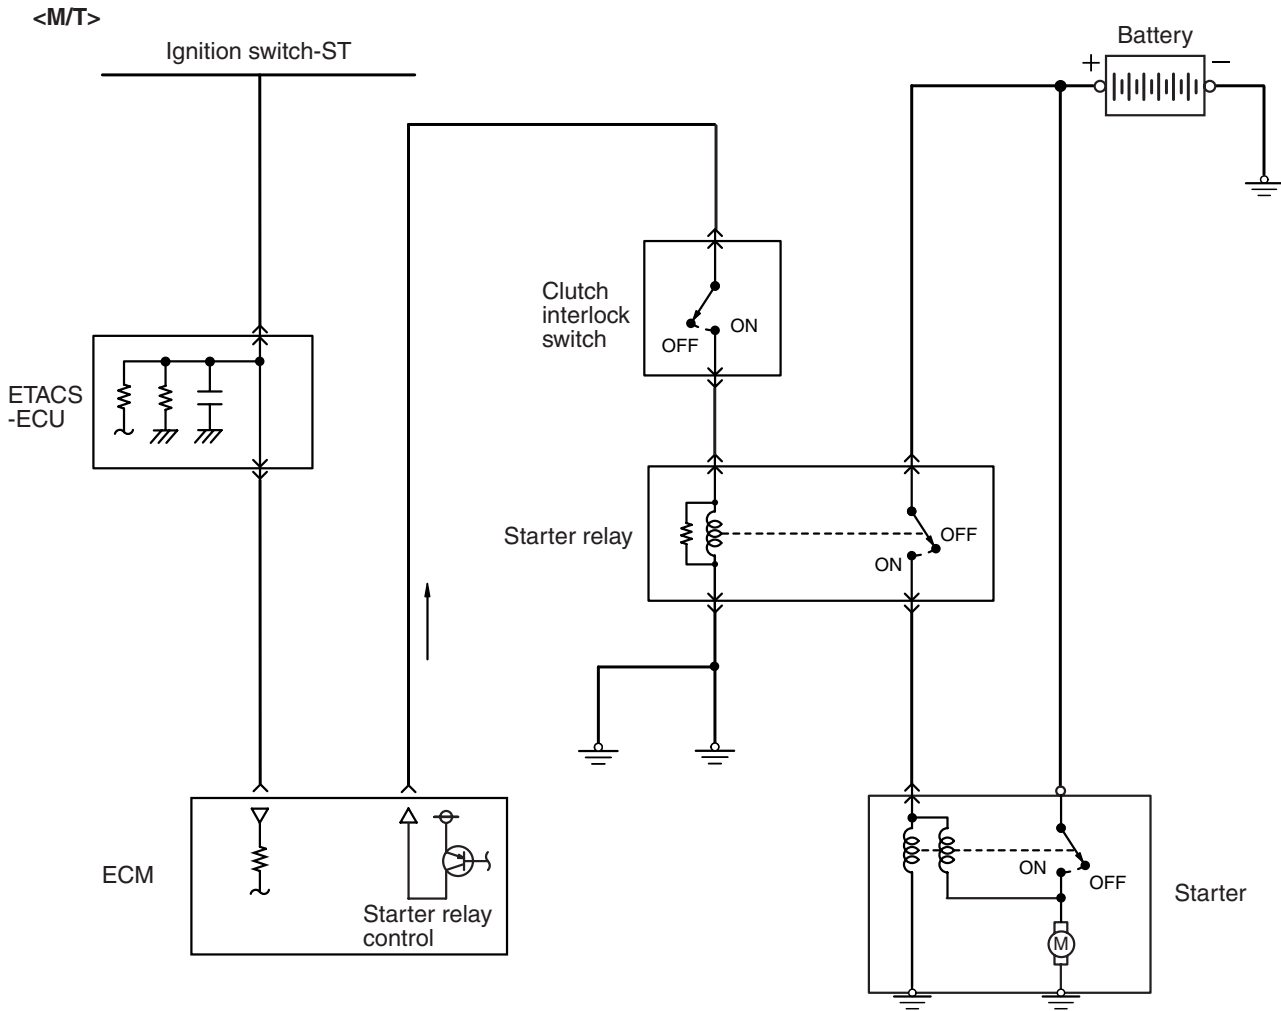 <M/T>
Ignition switch-ST
Battery
+
−
Clutch
interlock
switch
ON
OFF
ETACS
-ECU
Starter relay
OFF
ON
ECM
Starter relay
control
ON
OFF
M
Starter